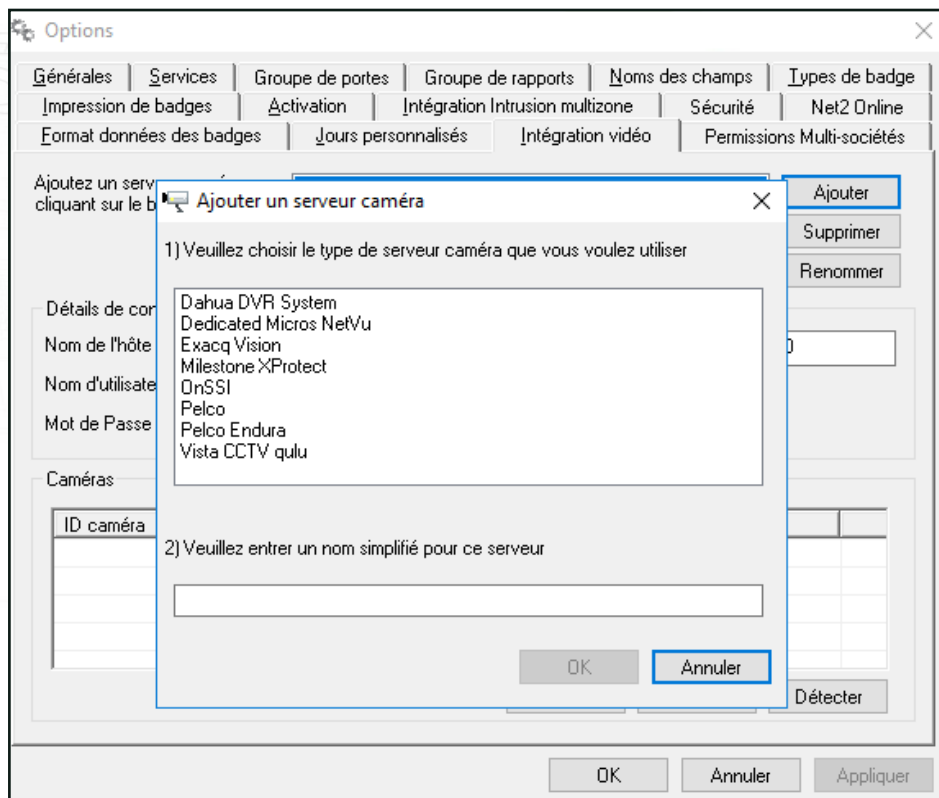 Options
Générales Services Groupe de portes Groupe de rapports Noms des champs Types de badge
Impression de badges Activation Intégration Intrusion multizone Sécurité Net2 Online
Format données des badges Jours personnalisés Intégration vidéo Permissions Multi-sociétés
Ajoutez un
cliquant sur le
Ajouter
Supprimer
Renommer
Détails de
Nom de l'hôte
Nom
Mot de Passe
Caméras
ID caméra
Détecter
Ajouter un serveur caméra
1) Veuillez choisir le type de serveur caméra que vous voulez utiliser
Dahua DVR System
Dedicated Micros NetVu
Exacq Vision
Milestone XProtect
OnSSI
Pelco
Pelco Endura
Vista CCTV qulu
2) Veuillez entrer un nom simplifié pour ce serveur
OK Annuler
OK Annuler Appliquer